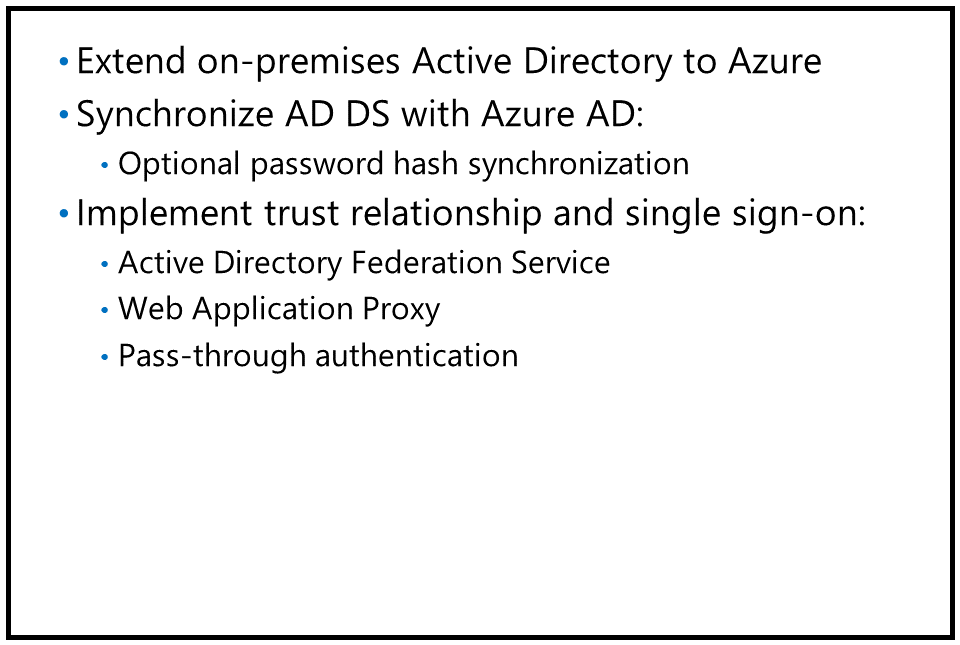 • Extend on-premises Active Directory to Azure
• Synchronize AD DS with Azure AD:
• Optional password hash synchronization
• Implement trust relationship and single sign-on:
• Active Directory Federation Service
• Web Application Proxy
• Pass-through authentication